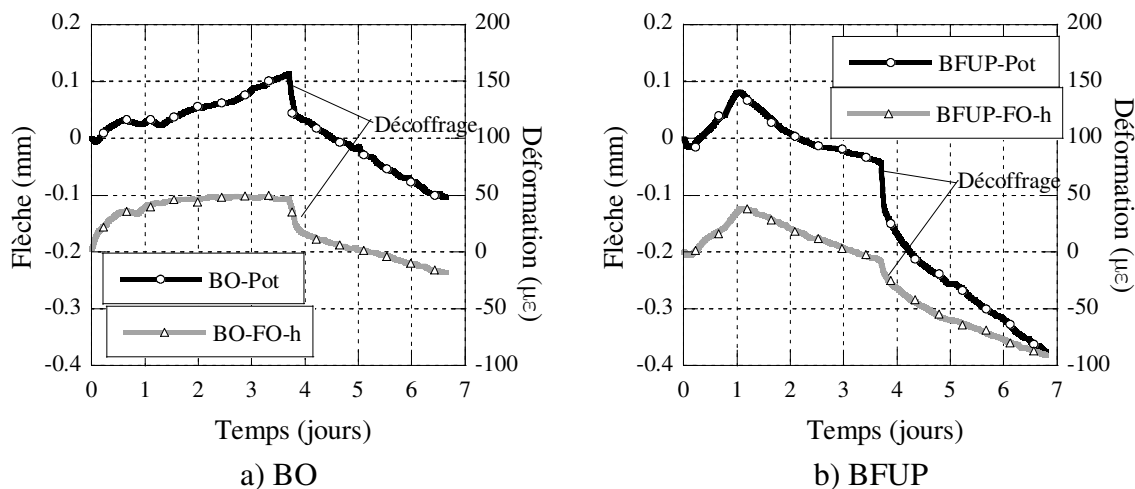 0.2
0.1
0
-0.1
-0.2
-0.3
-0.4
Flèche (mm)
200
150
100
50
0
-50
-100
Déformation (µε)
Décoffrage
BO-Pot
BO-FO-h
0 1 2 3 4 5 6 7
Temps (jours)
a) BO
0.2
0.1
0
-0.1
-0.2
-0.3
-0.4
Flèche (mm)
200
150
100
50
0
-50
-100
Déformation (µε)
BFUP-Pot
BFUP-FO-h
Décoffrage
0 1 2 3 4 5 6 7
Temps (jours)
b) BFUP